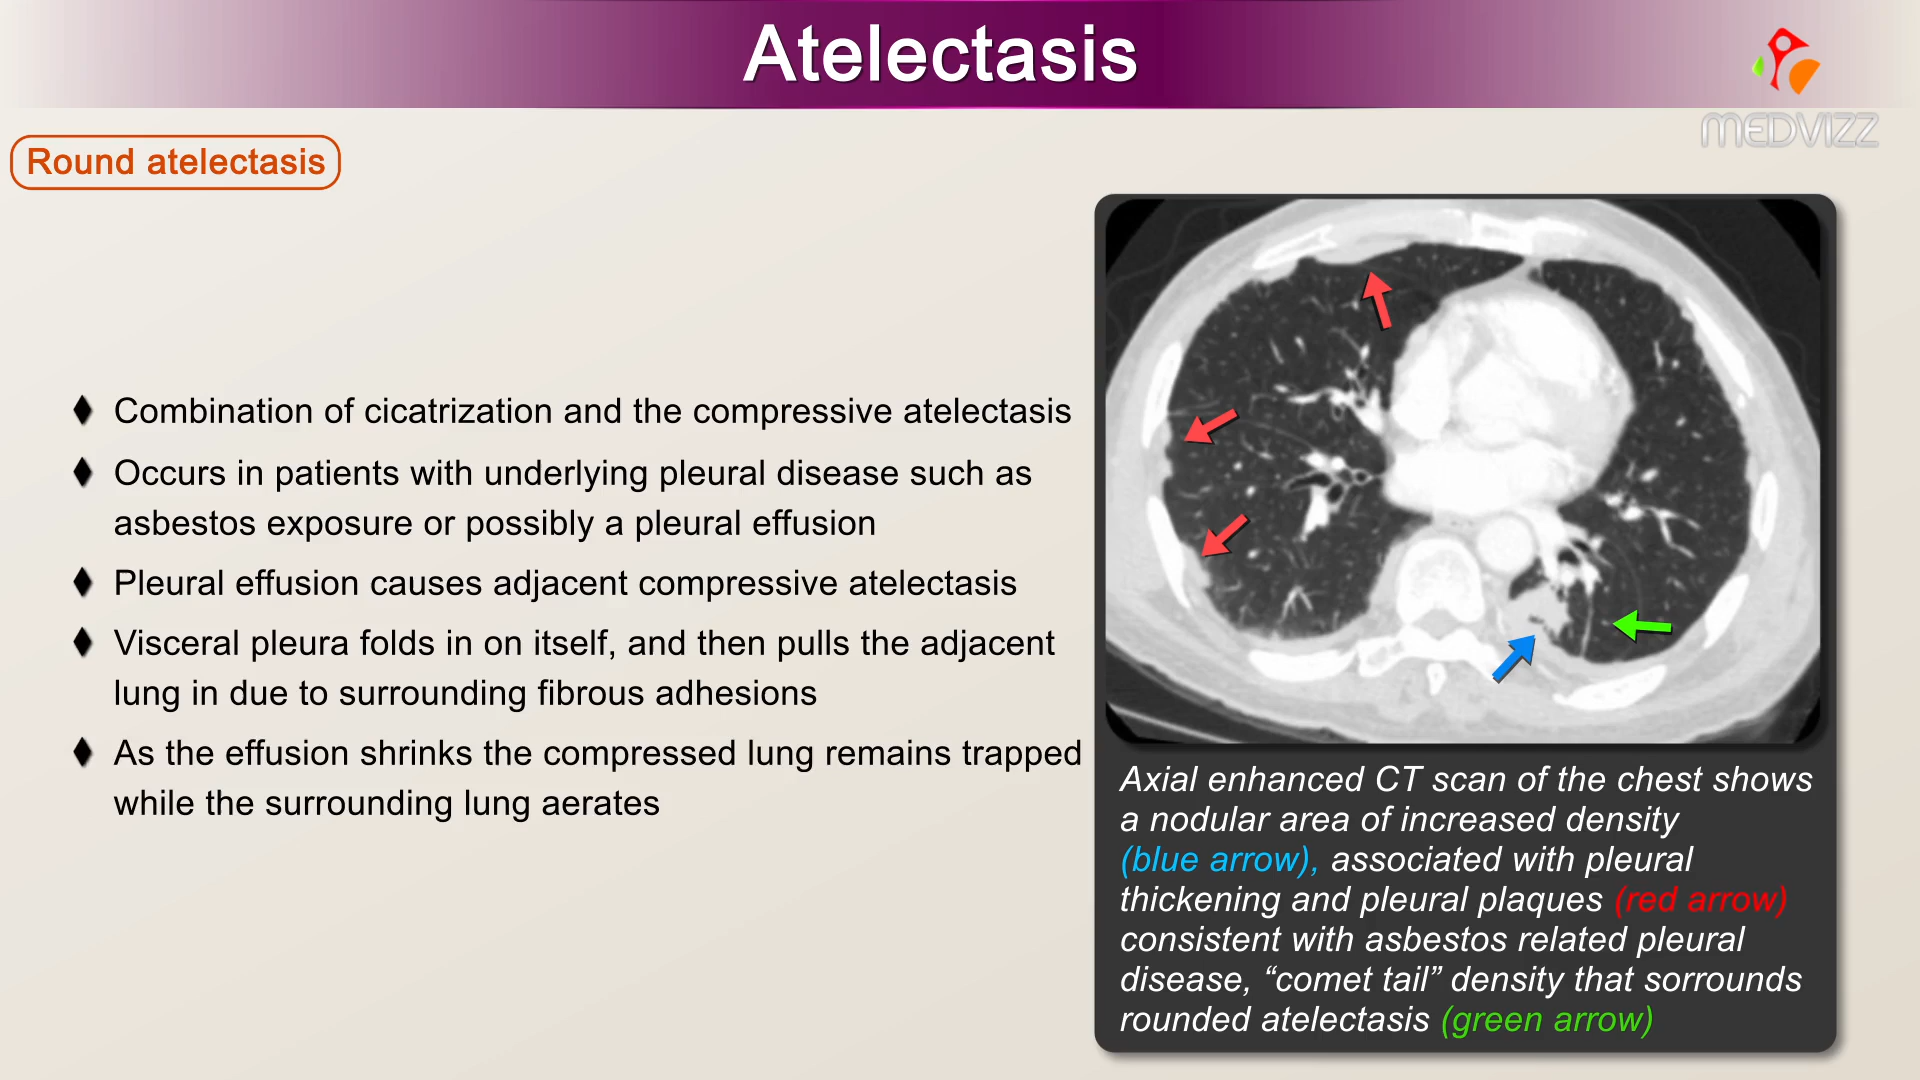 Atelectasis
MEDVIZZ
Round atelectasis
Combination of cicatrization and the compressive atelectasis
Occurs in patients with underlying pleural disease such as
asbestos exposure or possibly a pleural effusion
Pleural effusion causes adjacent compressive atelectasis
Visceral pleura folds in on itself, and then pulls the adjacent
lung in due to surrounding fibrous adhesions
As the effusion shrinks the compressed lung remains trapped
while the surrounding lung aerates
Axial enhanced CT scan of the chest shows
a nodular area of increased density
(blue arrow), associated with pleural
thickening and pleural plaques (red arrow)
consistent with asbestos related pleural
disease, “comet tail” density that sorrounds
rounded atelectasis (green arrow)